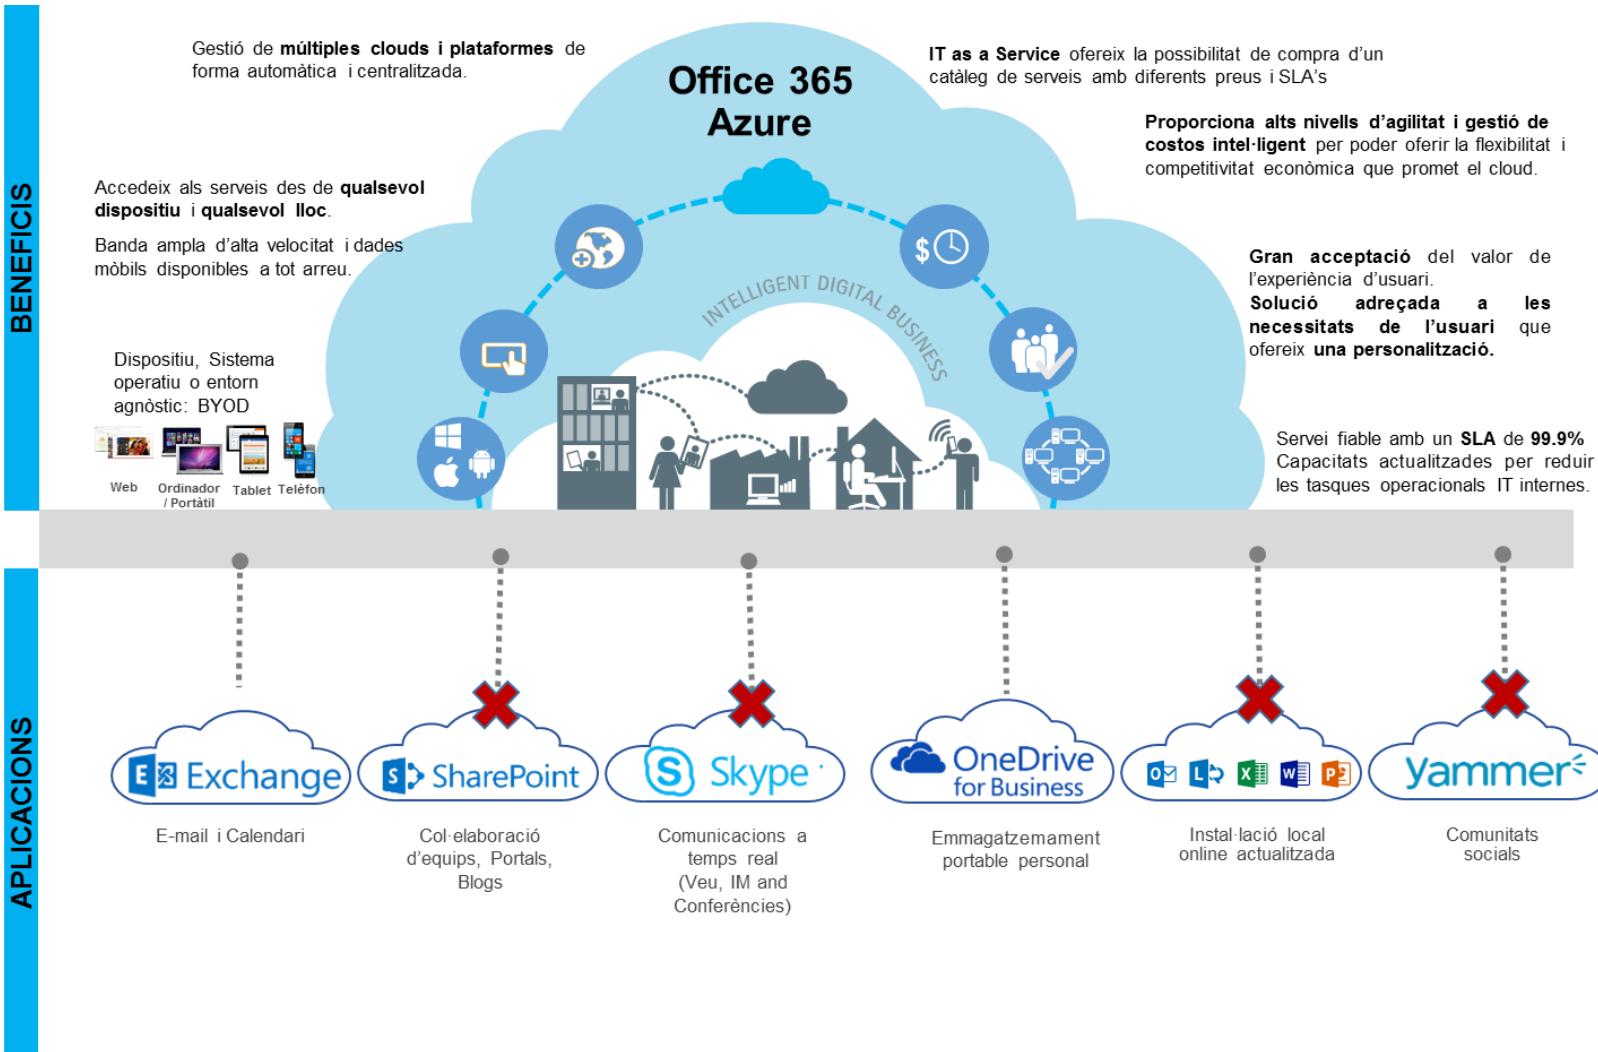 BENEFICIS
Gestió de múltiples clouds i plataformes de
forma automàtica i centralitzada.
Office 365
Azure
IT as a Service ofereix la possibilitat de compra d'un
catàleg de serveis amb diferents preus i SLA's
Proporciona alts nivells d'agilitat i gestió de
costos intel·ligent per poder oferir la flexibilitat i
competitivitat econòmica que promet el cloud.
Accedeix als serveis des de qualsevol
dispositiu i qualsevol lloc.
Banda ampla d'alta velocitat i dades
mòbils disponibles a tot arreu.
$
Gran acceptació del valor de
l'experiència d'usuari.
Solució adreçada a les
necessitats de l'usuari que
ofereix una personalització.
INTELLIGENT DIGITAL BUSINESS
Dispositiu, Sistema
operatiu o entorn
agnòstic: BYOD
Web
Ordinador
/ Portàtil
Tablet
Telèfon
Servei fiable amb un SLA de 99.9%
Capacitats actualitzades per reduir
les tasques operacionals IT internes.
APLICACIONS
E Exchange
S SharePoint
S Skype
OneDrive
for Business
O L X W P
yammer
E-mail i Calendari
Col·elaboració
d'equips, Portals,
Blogs
Comunicacions a
temps real
(Veu, IM and
Conferències)
Emmagatzemament
portable personal
Instal·lació local
online actualitzada
Comunitats
socials